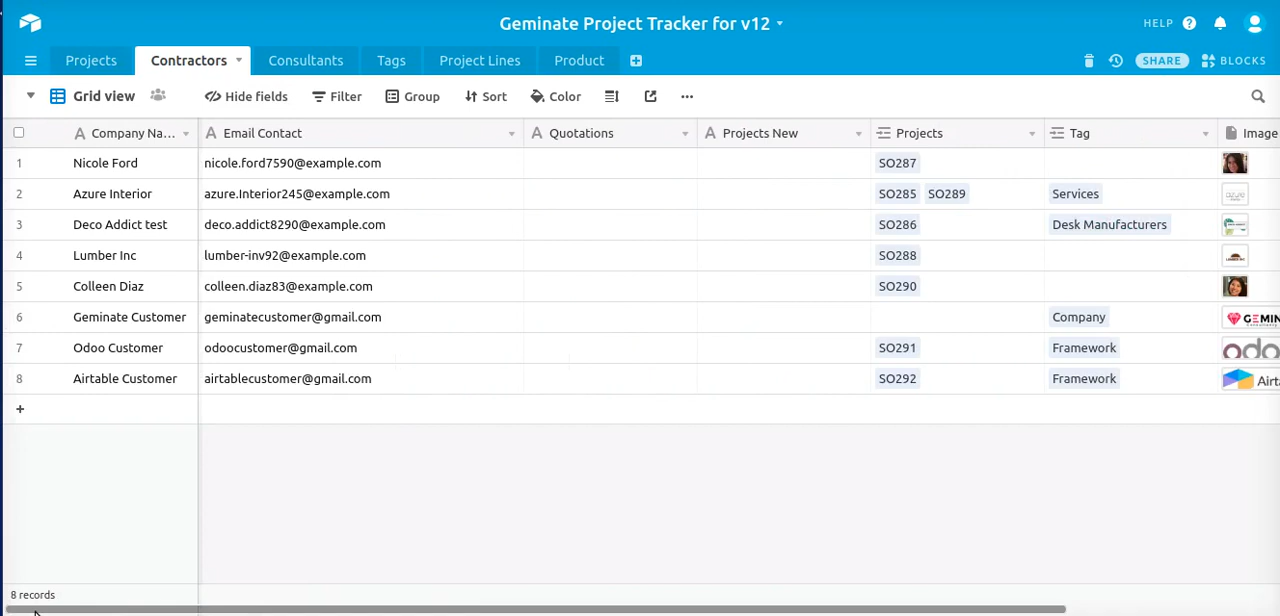 Geminate Project Tracker for v12
HELP ?
Projects Contractors Consultants Tags Project Lines Product SHARE BLOCKS
Grid view Hide fields Filter Group Sort Color
Company Na... Email Contact Quotations Projects New Projects Tag Image
1 Nicole Ford nicole.ford7590@example.com SO287
2 Azure Interior azure.Interior245@example.com SO285 SO289 Services
3 Deco Addict test deco.addict8290@example.com SO286 Desk Manufacturers
4 Lumber Inc lumber-inv92@example.com SO288
5 Colleen Diaz colleen.diaz83@example.com SO290
6 Geminate Customer geminatecustomer@gmail.com Company GEMIN
7 Odoo Customer odoocustomer@gmail.com SO291 Framework odo
8 Airtable Customer airtablecustomer@gmail.com SO292 Framework Airt
+
8 records